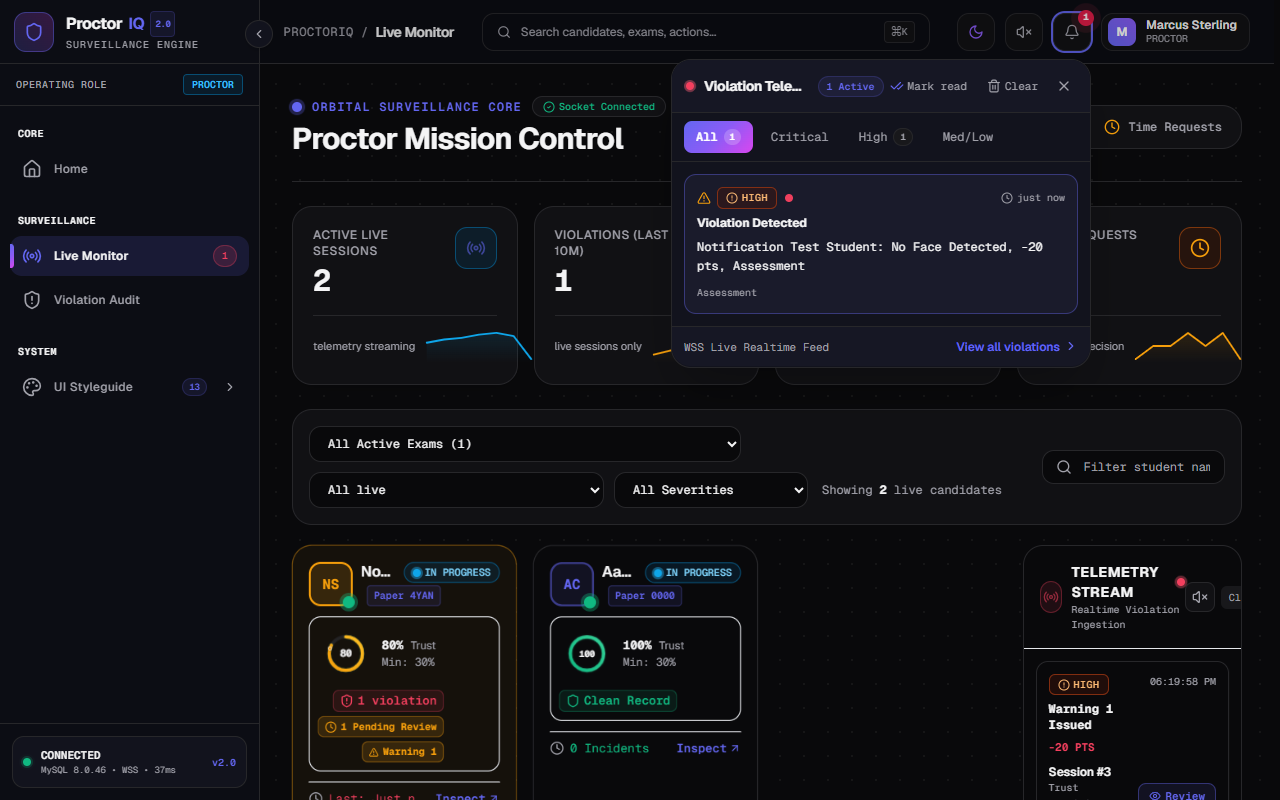 Proctor IQ 2.0
SURVEILLANCE ENGINE
OPERATING ROLE PROCTOR
CORE
Home
SURVEILLANCE
Live Monitor 1
Violation Audit
SYSTEM
UI Styleguide 13
CONNECTED
MySQL 8.0.46 • WSS • 37ms v2.0
PROCTORIQ / Live Monitor
Search candidates, exams, actions... ⌘K
1
M Marcus Sterling
PROCTOR
ORBITAL SURVEILLANCE CORE Socket Connected
Proctor Mission Control
Time Requests
Violation Tele... 1 Active Mark read Clear
All 1 Critical High 1 Med/Low
HIGH just now
Violation Detected
Notification Test Student: No Face Detected, -20
pts, Assessment
Assessment
WSS Live Realtime Feed View all violations
ACTIVE LIVE
SESSIONS
2
telemetry streaming
VIOLATIONS (LAST
10M)
1
live sessions only
QUESTS
ecision
All Active Exams (1)
All live All Severities Showing 2 live candidates
Filter student nam
NS No... IN PROGRESS
Paper 4YAN
80 80% Trust
Min: 30%
1 violation
1 Pending Review
Warning 1
Last: Just n Inspect
AC Aa... IN PROGRESS
Paper 0000
100 100% Trust
Min: 30%
Clean Record
0 Incidents Inspect
TELEMETRY
STREAM
Realtime Violation
Ingestion
Cl
HIGH 06:19:58 PM
Warning 1
Issued
-20 PTS
Session #3
Trust
Review